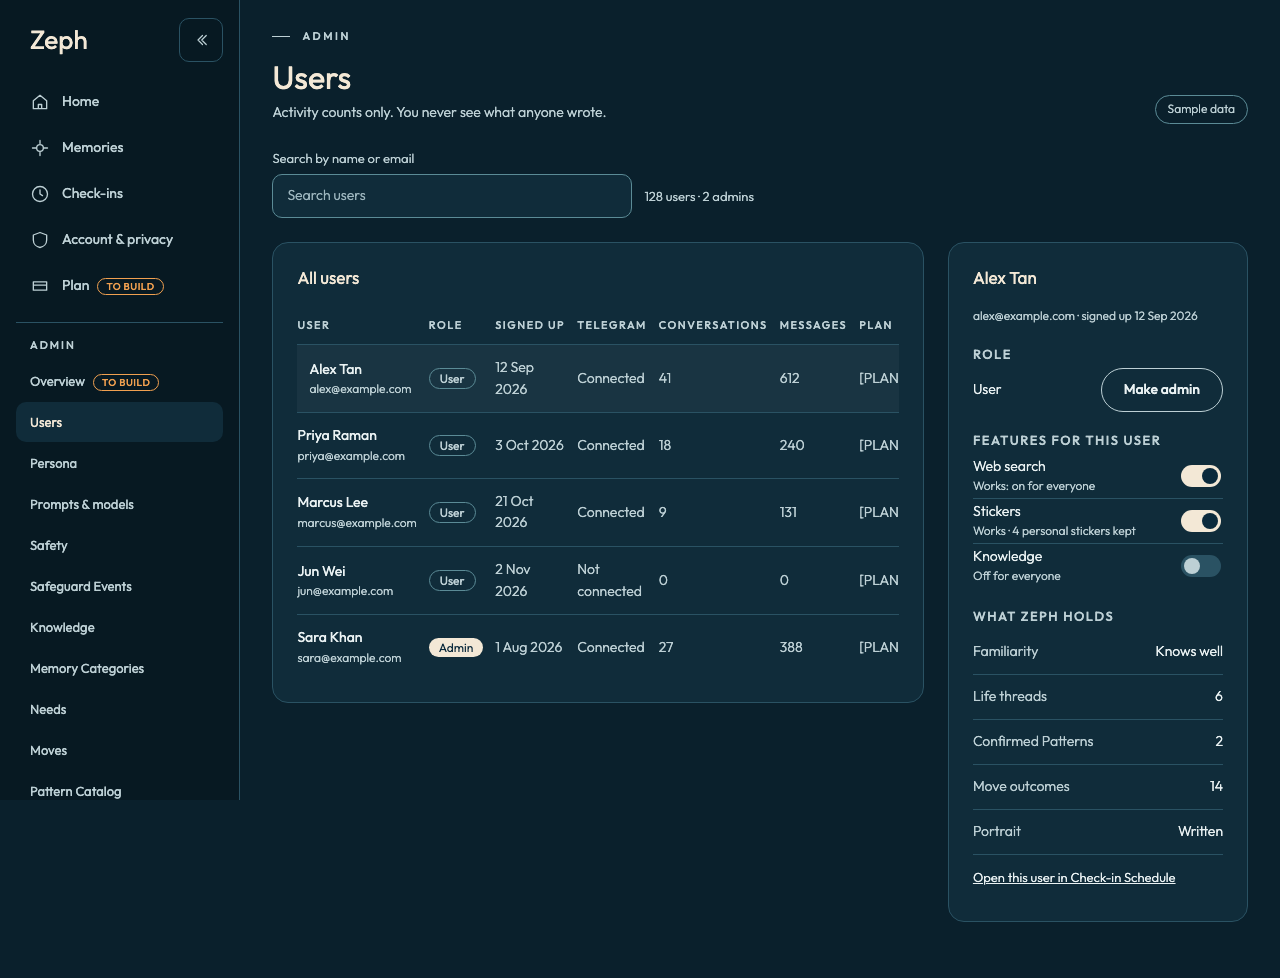 Zeph
Home
Memories
Check-ins
Account & privacy
Plan TO BUILD
ADMIN
Overview TO BUILD
Users
Persona
Prompts & models
Safety
Safeguard Events
Knowledge
Memory Categories
Needs
Moves
Pattern Catalog
ADMIN
Users
Activity counts only. You never see what anyone wrote.
Sample data
Search by name or email
Search users
128 users · 2 admins
All users
USER ROLE SIGNED UP TELEGRAM CONVERSATIONS MESSAGES PLAN
Alex Tan
alex@example.com
User
12 Sep
2026
Connected 41 612 [PLAN
Priya Raman
priya@example.com
User 3 Oct 2026 Connected 18 240 [PLAN
Marcus Lee
marcus@example.com
User
21 Oct
2026
Connected 9 131 [PLAN
Jun Wei
jun@example.com
User
2 Nov
2026
Not
connected
0 0 [PLAN
Sara Khan
sara@example.com
Admin 1 Aug 2026 Connected 27 388 [PLAN
Alex Tan
alex@example.com · signed up 12 Sep 2026
ROLE
User Make admin
FEATURES FOR THIS USER
Web search
Works: on for everyone
Stickers
Works · 4 personal stickers kept
Knowledge
Off for everyone
WHAT ZEPH HOLDS
Familiarity Knows well
Life threads 6
Confirmed Patterns 2
Move outcomes 14
Portrait Written
Open this user in Check-in Schedule